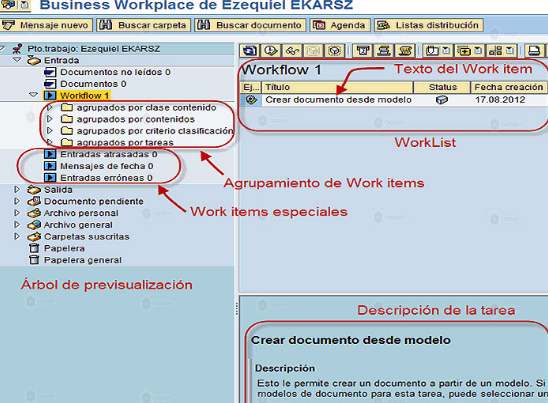 Business Workplace de Ezequiel EKARSZ
Mensaje nuevo Buscar carpeta Buscar documento Agenda Listas distribución
Pto.trabajo: Ezequiel EKARSZ
Entrada
Documentos no leídos 0
Documentos 0
Workflow 1
agrupados por clase contenido
agrupados por contenidos
agrupados por criterio clasificación
agrupados por tareas
Entradas atrasadas 0
Mensajes de fecha 0
Entradas erróneas 0
Salida
Documento pendiente
Archivo personal
Archivo general
Carpetas suscritas
Papelera
Papelera general
Árbol de previsualización
Agrupamiento de Work items
Work items especiales
Workflow 1
Texto del Work item
Ej... Título Status Fecha creación
Crear documento desde modelo 17.08.2012
WorkList
Descripción de la tarea
Crear documento desde modelo
Descripción
Esto le permite crear un documento a partir de un modelo. Si
modelos de documento para esta tarea, puede seleccionar un